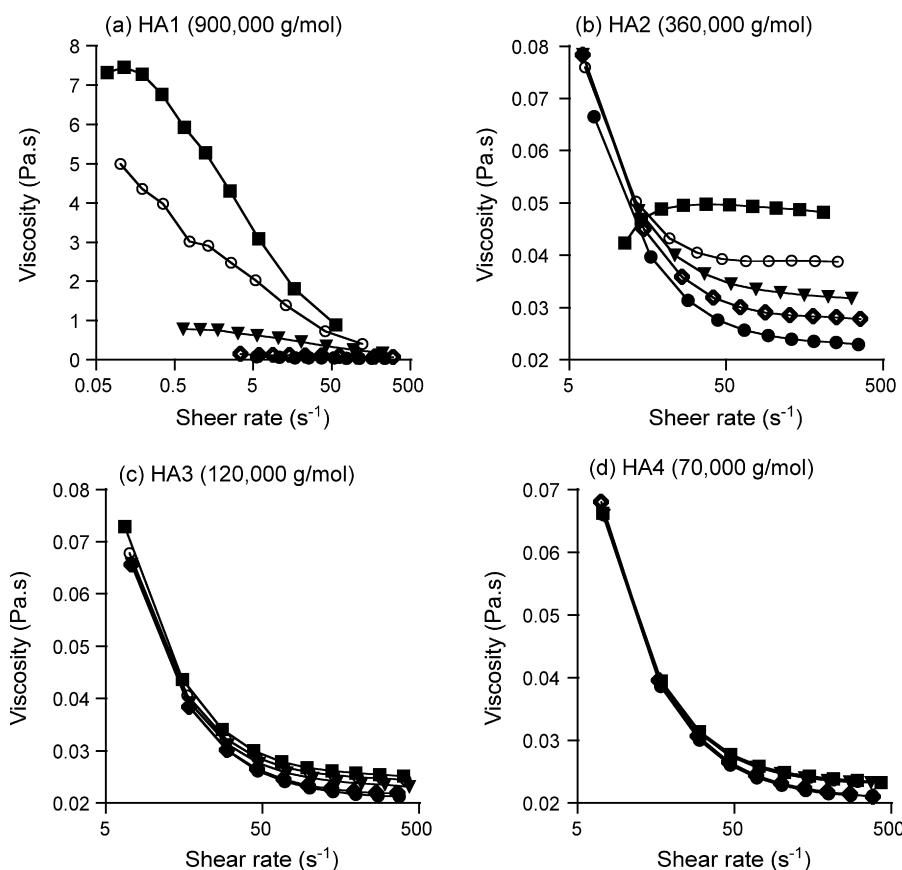 (a) HA1 (900,000 g/mol)
Viscosity (Pa.s)
8
7
6
5
4
3
2
1
0
0.05 0.5 5 50 500
Sheer rate (s⁻¹)
(b) HA2 (360,000 g/mol)
Viscosity (Pa.s)
0.08
0.08
0.06
0.05
0.04
0.03
0.02
5 50 500
Sheer rate (s⁻¹)
(c) HA3 (120,000 g/mol)
Viscosity (Pa.s)
0.08
0.07
0.06
0.05
0.04
0.03
0.02
5 50 500
Shear rate (s⁻¹)
(d) HA4 (70,000 g/mol)
Viscosity (Pa.s)
0.07
0.06
0.05
0.04
0.03
0.02
5 50 500
Shear rate (s⁻¹)